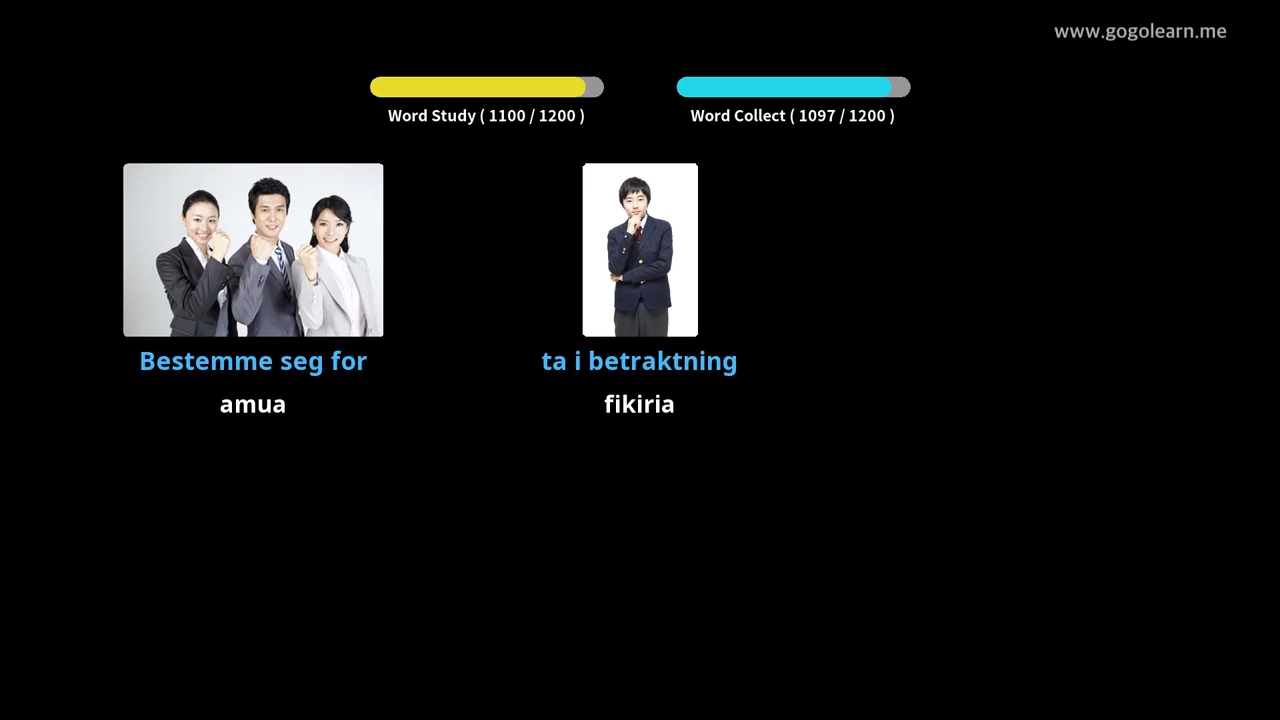 www.gogolearn.me
Word Study ( 1100 / 1200 )
Word Collect ( 1097 / 1200 )
Bestemme seg for
amua
ta i betraktning
fikiria